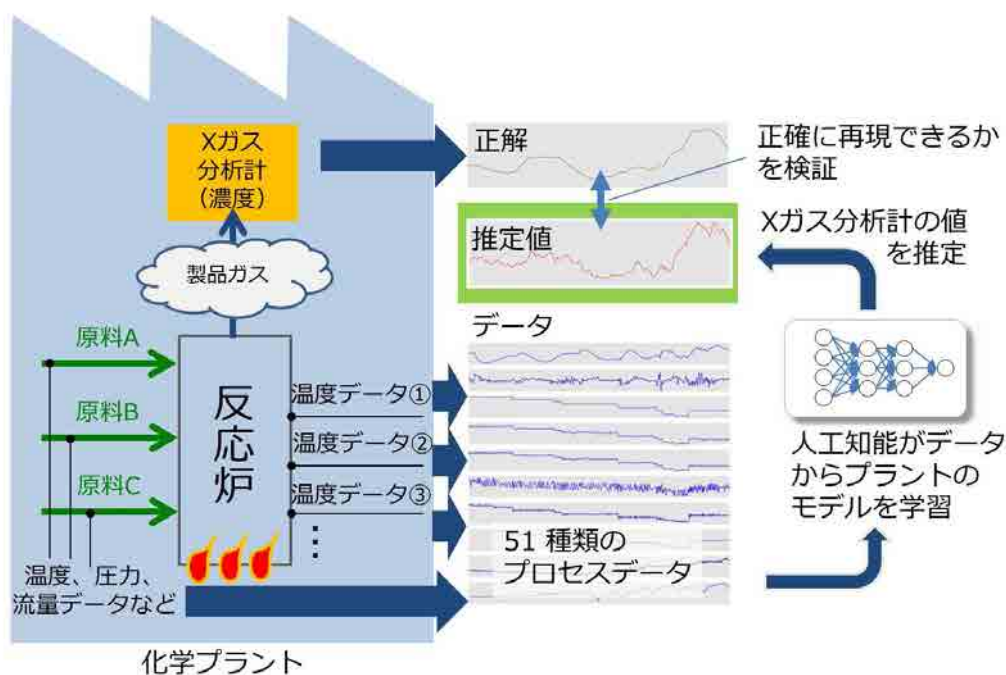 Xガス
分析計
（濃度）
製品ガス
原料A
原料B
原料C
反応炉
温度データ①
温度データ②
温度データ③
温度、圧力、
流量データなど
化学プラント
正解
推定値
データ
51 種類の
プロセスデータ
正確に再現できるか
を検証
Xガス分析計の値
を推定
人工知能がデータ
からプラントの
モデルを学習